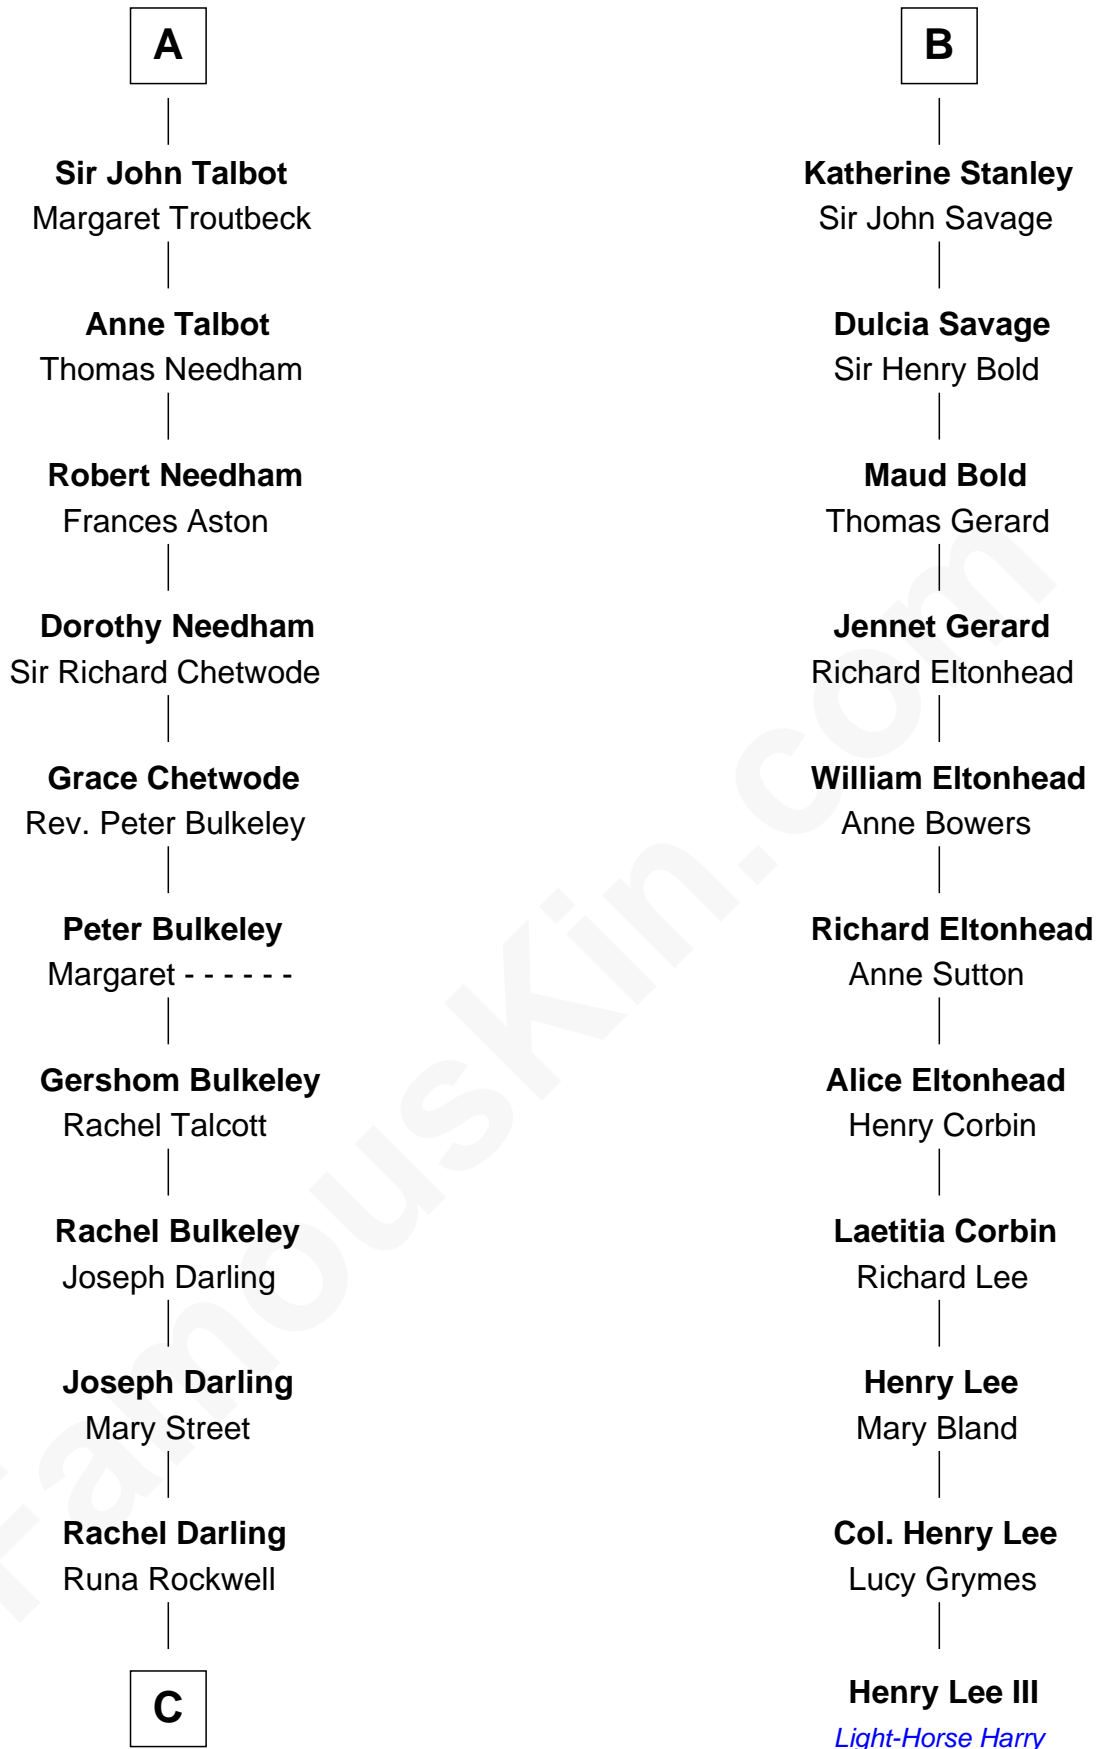 A
Sir John Talbot
Margaret Troutbeck
Anne Talbot
Thomas Needham
Robert Needham
Frances Aston
Dorothy Needham
Sir Richard Chetwode
Grace Chetwode
Rev. Peter Bulkeley
Peter Bulkeley
Margaret - - - - - -
Gershom Bulkeley
Rachel Talcott
Rachel Bulkeley
Joseph Darling
Joseph Darling
Mary Street
Rachel Darling
Runa Rockwell
C
B
Katherine Stanley
Sir John Savage
Dulcia Savage
Sir Henry Bold
Maud Bold
Thomas Gerard
Jennet Gerard
Richard Eltonhead
William Eltonhead
Anne Bowers
Richard Eltonhead
Anne Sutton
Alice Eltonhead
Henry Corbin
Laetitia Corbin
Richard Lee
Henry Lee
Mary Bland
Col. Henry Lee
Lucy Grymes
Henry Lee III
Light-Horse Harry
FamousKin.com